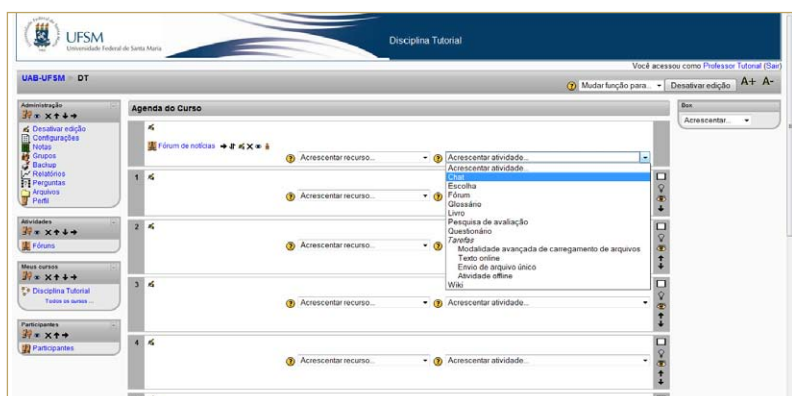 UFSM
Universidade Federal de Santa Maria
Disciplina Tutorial
Você acessou como Professor Tutorial (Sair)
UAB-UFSM ► DT
Mudar função para...
Desativar edição
A+ A-
Administração
Desativar edição
Configurações
Notas
Grupos
Backup
Relatórios
Perguntas
Arquivos
Perfil
Atividades
Fóruns
Meus cursos
Disciplina Tutorial
Todos os cursos ...
Participantes
Participantes
Agenda do Curso
Fórum de notícias
Acrescentar recurso...
Acrescentar atividade...
Acrescentar atividade...
Chat
Escolha
Fórum
Glossário
Livro
Pesquisa de avaliação
Questionário
Tarefas
Modalidade avançada de carregamento de arquivos
Texto online
Envio de arquivo único
Atividade offline
Wiki
1
Acrescentar recurso...
2
Acrescentar recurso...
3
Acrescentar recurso...
Acrescentar atividade...
4
Acrescentar recurso...
Acrescentar atividade...
Box
Acrescentar...